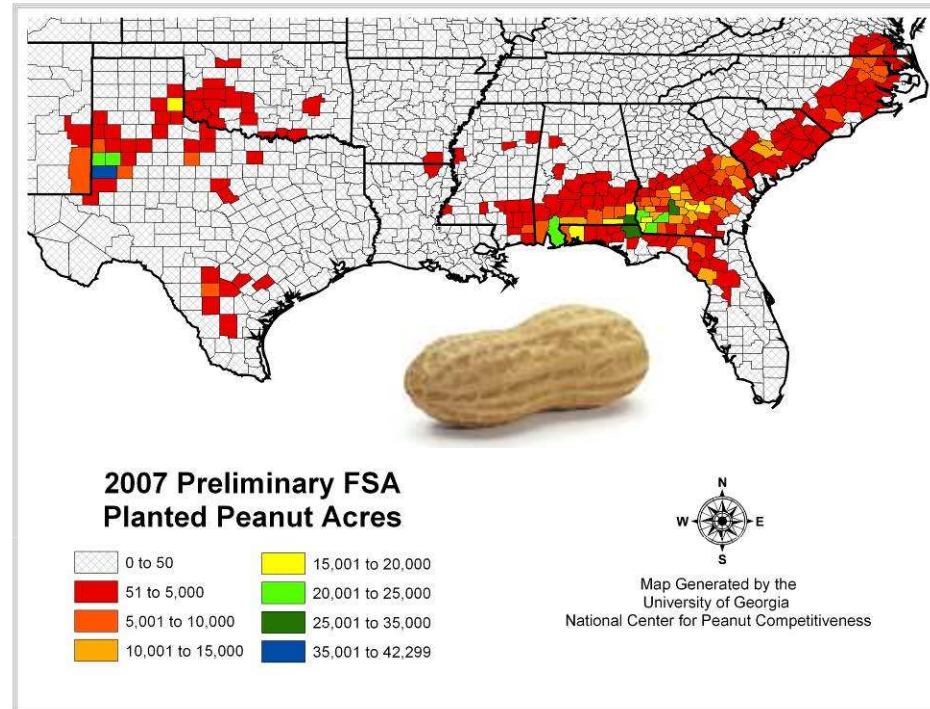 2007 Preliminary FSA
Planted Peanut Acres
0 to 50
51 to 5,000
5,001 to 10,000
10,001 to 15,000
15,001 to 20,000
20,001 to 25,000
25,001 to 35,000
35,001 to 42,299
N
W E
S
Map Generated by the
University of Georgia
National Center for Peanut Competitiveness